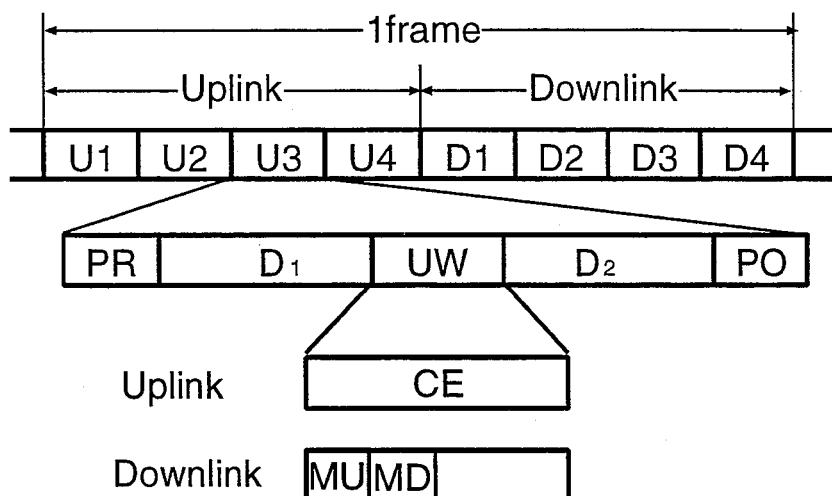 1frame
Uplink Downlink
U1 U2 U3 U4 D1 D2 D3 D4
PR D1 UW D2 PO
Uplink CE
Downlink MU MD